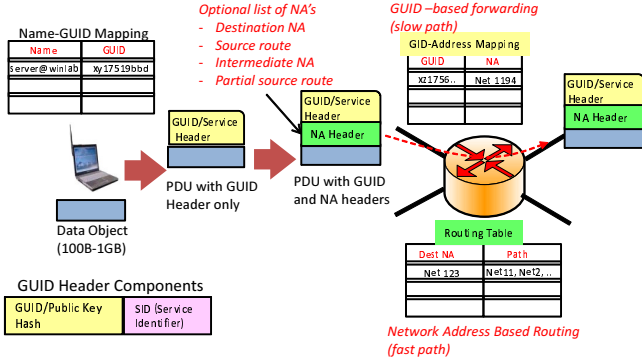 Optional list of NA's
- Destination NA
- Source route
- Intermediate NA
- Partial source route
GUID –based forwarding
(slow path)
Name-GUID Mapping
Name GUID
server@winlab xy17519bbd
GID-Address Mapping
GUID NA
xz1756.. Net 1194
GUID/Service
Header
PDU with GUID
Header only
GUID/Service
Header
NA Header
PDU with GUID
and NA headers
GUID/Service
Header
NA Header
Data Object
(100B-1GB)
Routing Table
Dest NA Path
Net 123 Net11, Net2, ..
GUID Header Components
GUID/Public Key
Hash
SID (Service
Identifier)
Network Address Based Routing
(fast path)